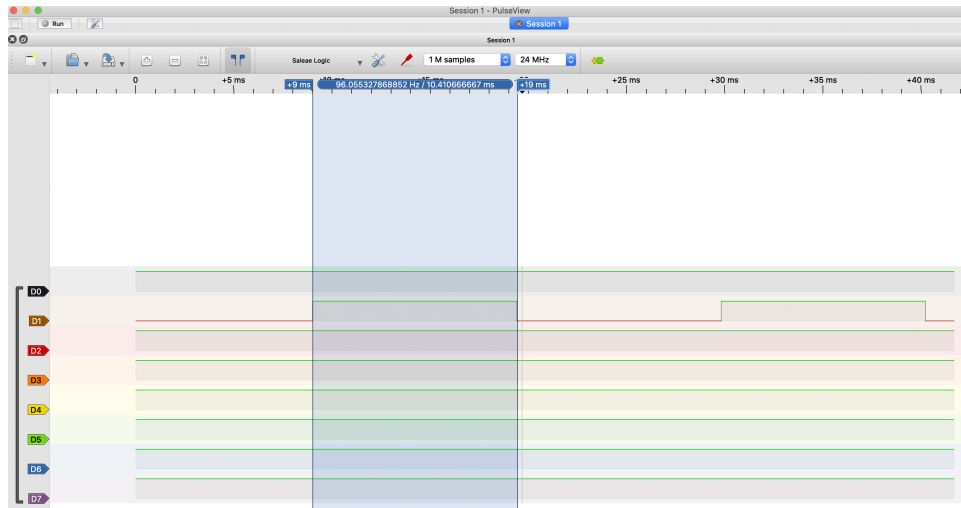 Session 1 - PulseView
Run
Session 1
Session 1
Saleae Logic
1 M samples
24 MHz
0
+5 ms
+25 ms
+30 ms
+35 ms
+40 ms
+9 ms
96.055327868852 Hz / 10.410666667 ms
+19 ms
D0
D1
D2
D3
D4
D5
D6
D7